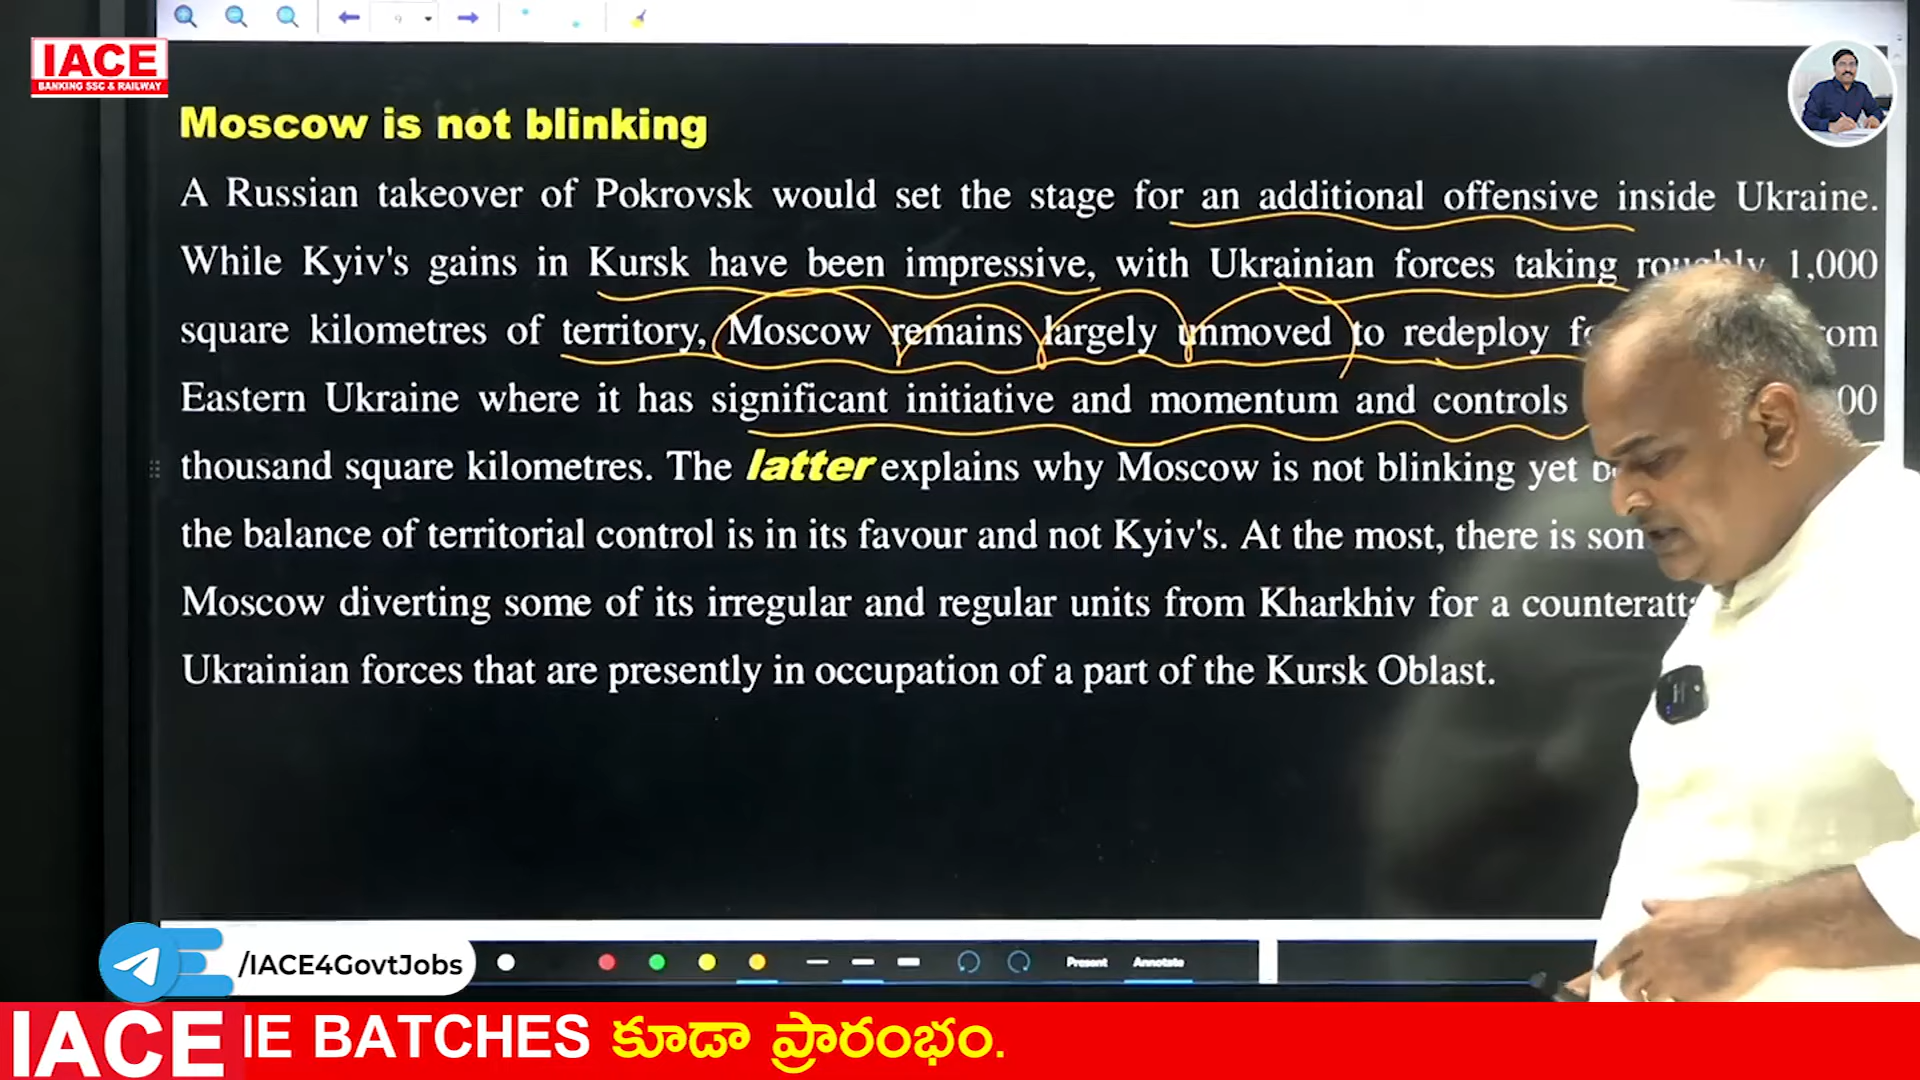 9
IACE
BANKING SSC & RAILWAY
Moscow is not blinking
A Russian takeover of Pokrovsk would set the stage for an additional offensive inside Ukraine.
While Kyiv's gains in Kursk have been impressive, with Ukrainian forces taking roughly 1,000
square kilometres of territory, Moscow remains largely unmoved to redeploy
Eastern Ukraine where it has significant initiative and momentum and controls
thousand square kilometres. The latter explains why Moscow is not blinking yet
the balance of territorial control is in its favour and not Kyiv's. At the most, there is
Moscow diverting some of its irregular and regular units from Kharkhiv for a
Ukrainian forces that are presently in occupation of a part of the Kursk Oblast.
/IACE4GovtJobs
Present Annotate
IACE
IE BATCHES కూడా ప్రారంభం.